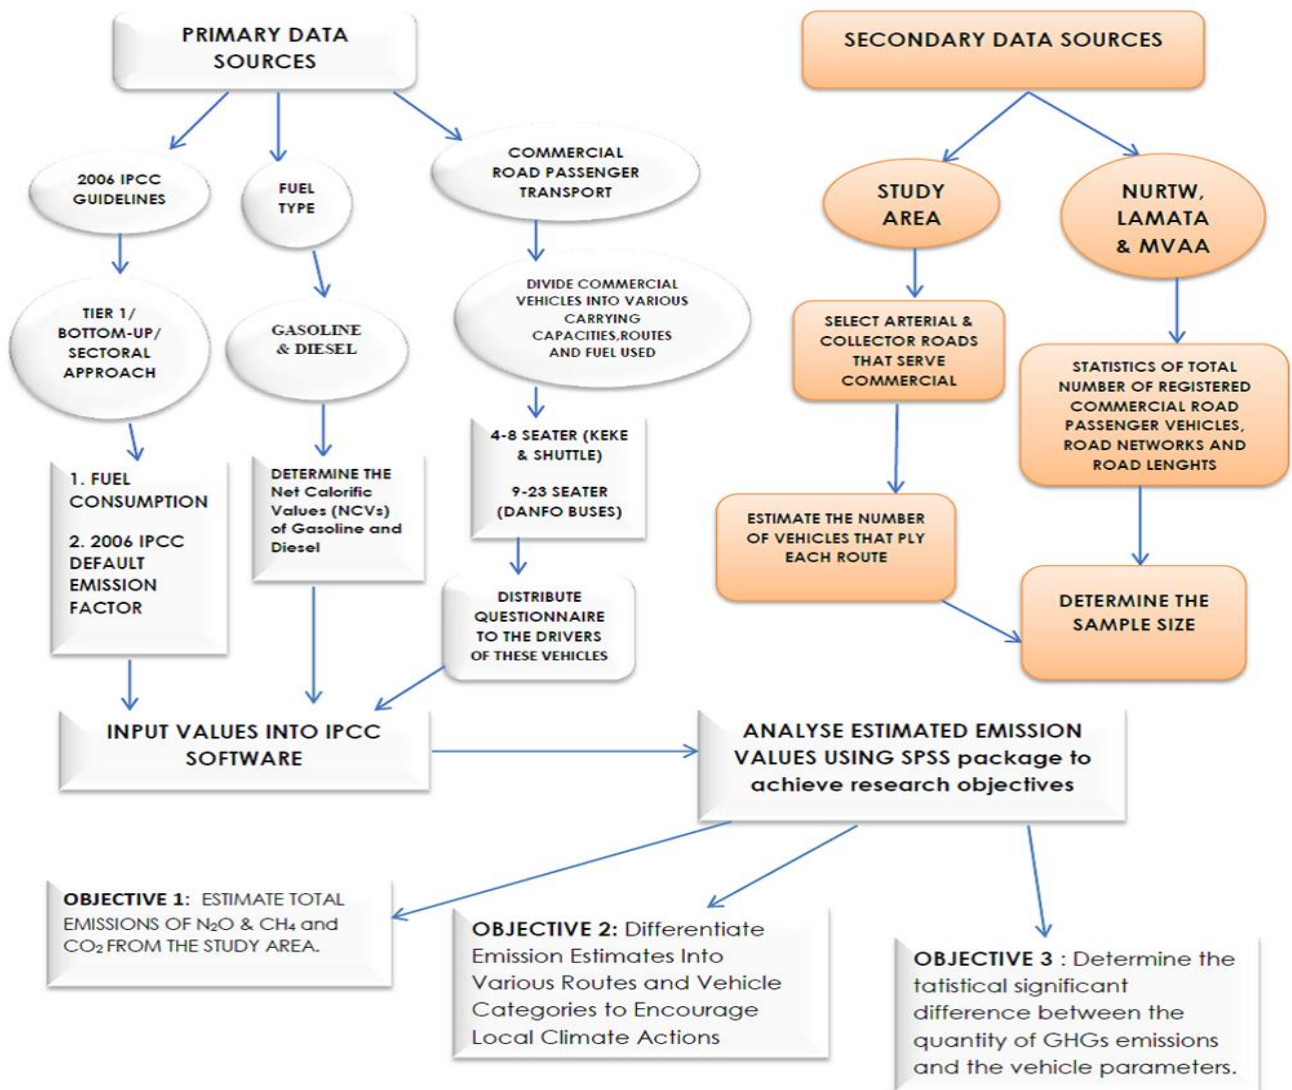 PRIMARY DATA
SOURCES
SECONDARY DATA SOURCES
2006 IPCC
GUIDELINES
FUEL
TYPE
COMMERCIAL
ROAD PASSENGER
TRANSPORT
STUDY
AREA
NURTW,
LAMATA
& MVAA
TIER 1/
BOTTOM-UP/
SECTORAL
APPROACH
GASOLINE
& DIESEL
DIVIDE COMMERCIAL
VEHICLES INTO VARIOUS
CARRYING
CAPACITIES,ROUTES
AND FUEL USED
SELECT ARTERIAL &
COLLECTOR ROADS
THAT SERVE
COMMERCIAL
STATISTICS OF TOTAL
NUMBER OF REGISTERED
COMMERCIAL ROAD
PASSENGER VEHICLES,
ROAD NETWORKS AND
ROAD LENGHTS
1. FUEL
CONSUMPTION
2. 2006 IPCC
DEFAULT
EMISSION
FACTOR
DETERMINE THE
Net Calorific
Values (NCVs)
of Gasoline and
Diesel
4-8 SEATER (KEKE
& SHUTTLE)
9-23 SEATER
(DANFO BUSES)
ESTIMATE THE NUMBER
OF VEHICLES THAT PLY
EACH ROUTE
DISTRIBUTE
QUESTIONNAIRE
TO THE DRIVERS
OF THESE VEHICLES
DETERMINE THE
SAMPLE SIZE
INPUT VALUES INTO IPCC
SOFTWARE
ANALYSE ESTIMATED EMISSION
VALUES USING SPSS package to
achieve research objectives
OBJECTIVE 1: ESTIMATE TOTAL
EMISSIONS OF N₂O & CH₄ and
CO₂ FROM THE STUDY AREA.
OBJECTIVE 2: Differentiate
Emission Estimates Into
Various Routes and Vehicle
Categories to Encourage
Local Climate Actions
OBJECTIVE 3 : Determine the
tatistical significant
difference between the
quantity of GHGs emissions
and the vehicle parameters.